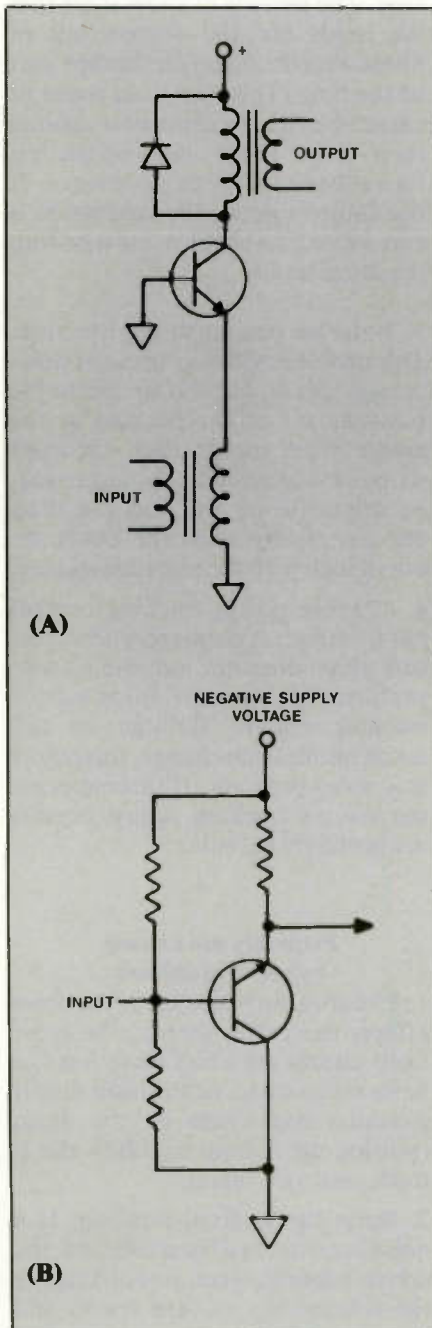 +
OUTPUT
INPUT
(A)
NEGATIVE SUPPLY
VOLTAGE
INPUT
(B)